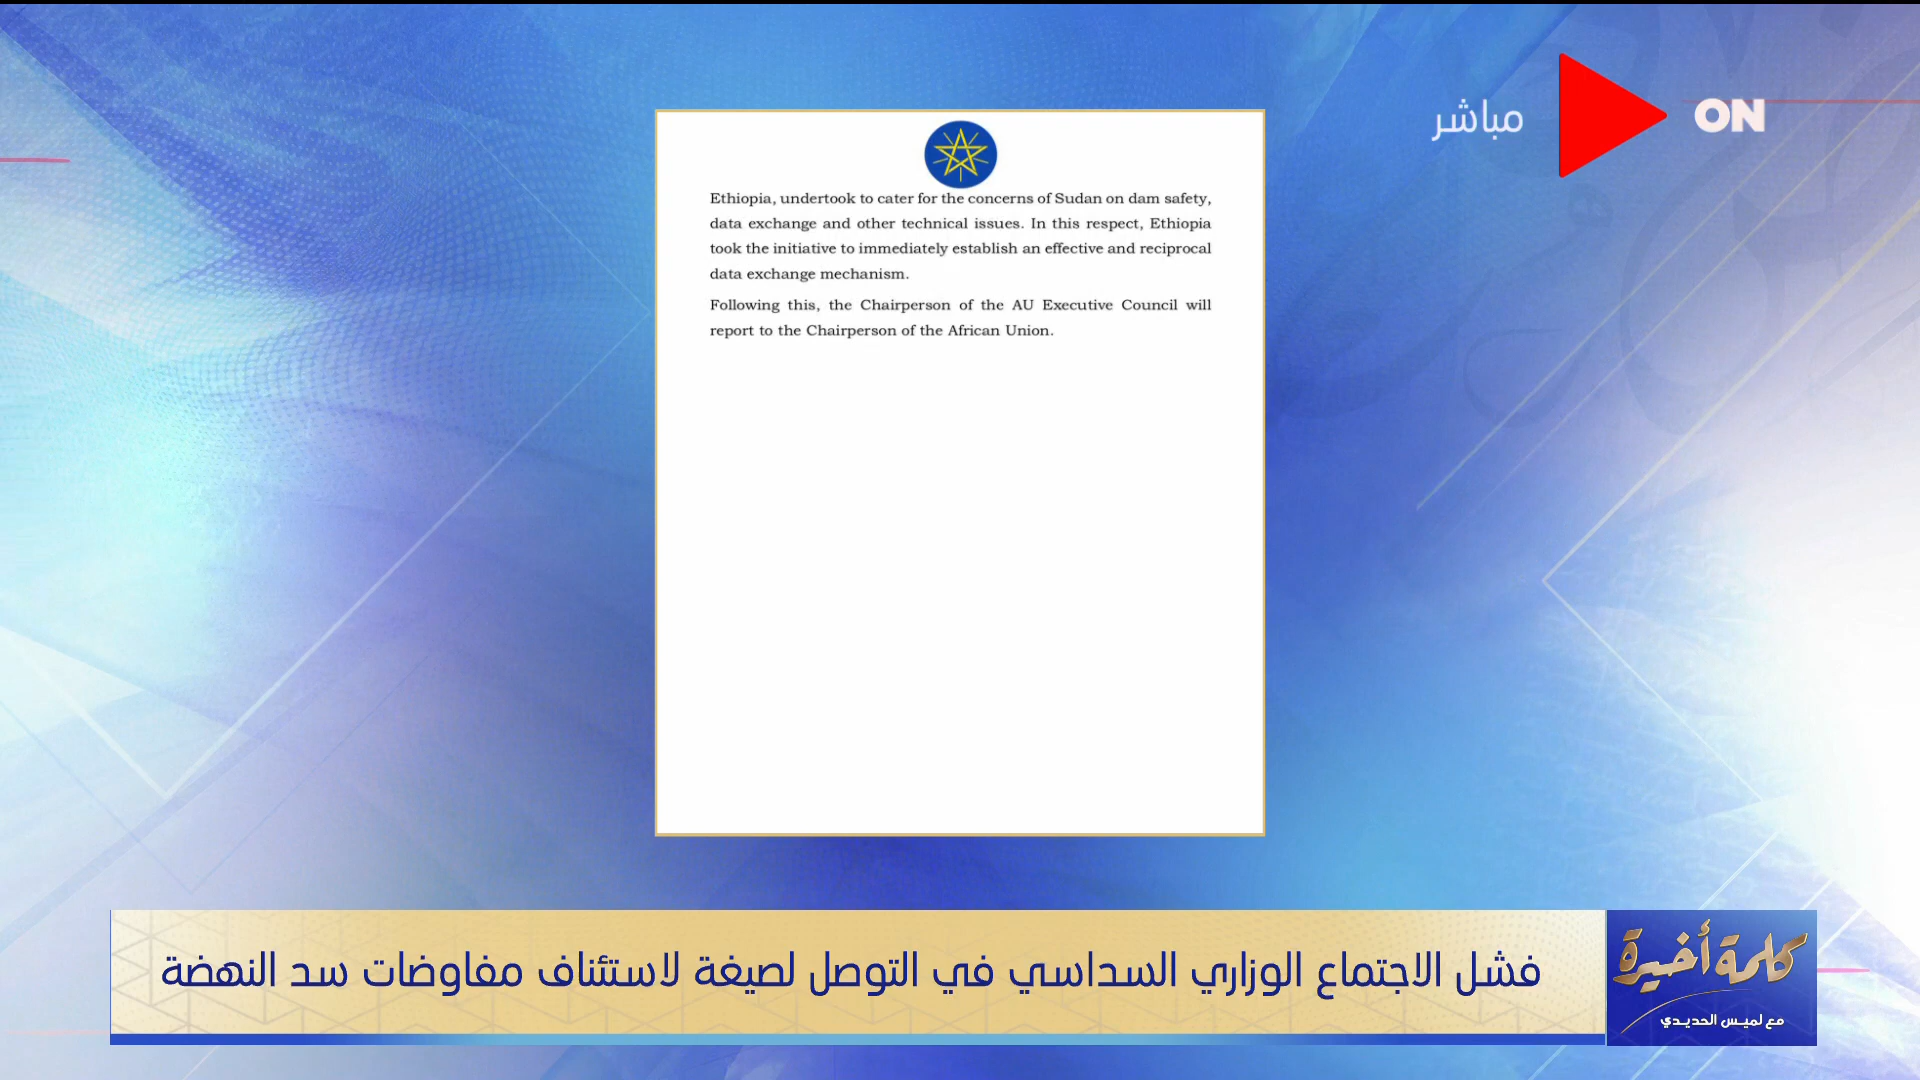 مباشر
ON
Ethiopia, undertook to cater for the concerns of Sudan on dam safety,
data exchange and other technical issues. In this respect, Ethiopia
took the initiative to immediately establish an effective and reciprocal
data exchange mechanism.
Following this, the Chairperson of the AU Executive Council will
report to the Chairperson of the African Union.
فشل الاجتماع الوزاري السداسي في التوصل لصيغة لاستئناف مفاوضات سد النهضة
كلمة أخيرة
مع لميس الحديدي